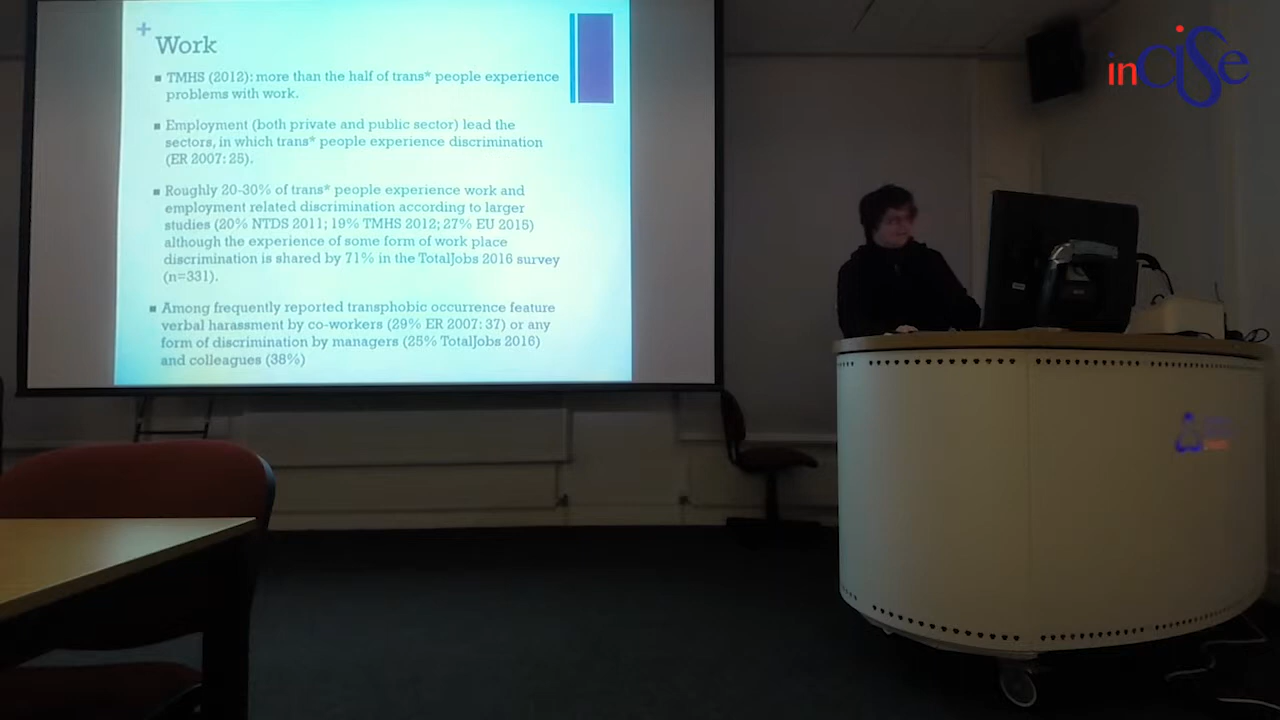 +
Work
inCISe
■ TMHS (2012): more than the half of trans* people experience
problems with work.
■ Employment (both private and public sector) lead the
sectors, in which trans* people experience discrimination
(ER 2007: 25).
■ Roughly 20-30% of trans* people experience work and
employment related discrimination according to larger
studies (20% NTDS 2011; 19% TMHS 2012; 27% EU 2015)
although the experience of some form of work place
discrimination is shared by 71% in the TotalJobs 2016 survey
(n=331).
■ Among frequently reported transphobic occurrence feature
verbal harassment by co-workers (29% ER 2007: 37) or any
form of discrimination by managers (25% TotalJobs 2016)
and colleagues (38%)